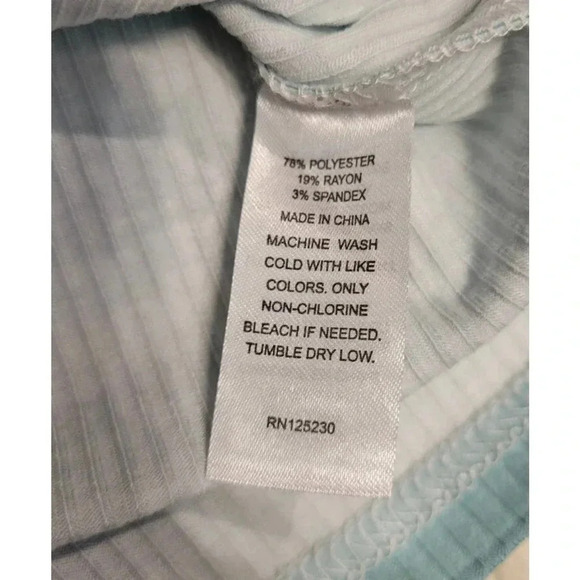 78% POLYESTER
19% RAYON
3% SPANDEX
MADE IN CHINA
MACHINE WASH
COLD WITH LIKE
COLORS. ONLY
NON-CHLORINE
BLEACH IF NEEDED.
TUMBLE DRY LOW.
RN125230